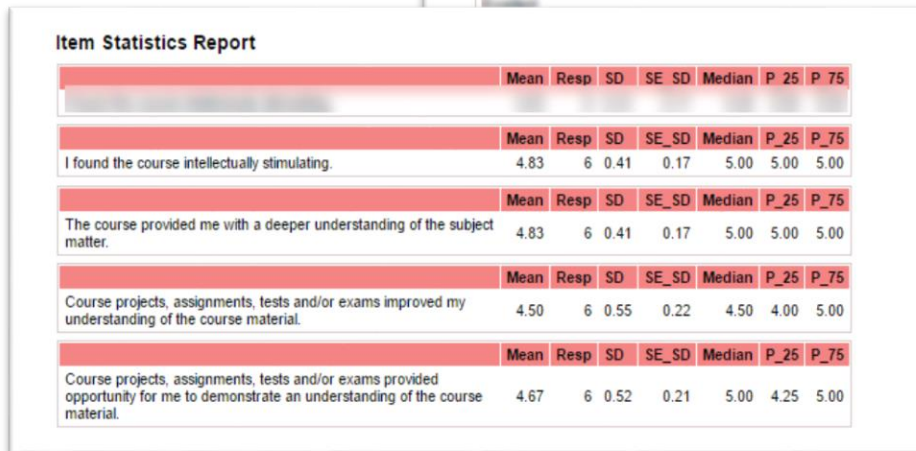 Item Statistics Report
Mean Resp SD SE_SD Median P_25 P_75
Mean Resp SD SE_SD Median P_25 P_75
I found the course intellectually stimulating. 4.83 6 0.41 0.17 5.00 5.00 5.00
Mean Resp SD SE_SD Median P_25 P_75
The course provided me with a deeper understanding of the subject
matter. 4.83 6 0.41 0.17 5.00 5.00 5.00
Mean Resp SD SE_SD Median P_25 P_75
Course projects, assignments, tests and/or exams improved my
understanding of the course material. 4.50 6 0.55 0.22 4.50 4.00 5.00
Mean Resp SD SE_SD Median P_25 P_75
Course projects, assignments, tests and/or exams provided
opportunity for me to demonstrate an understanding of the course 4.67 6 0.52 0.21 5.00 4.25 5.00
material.